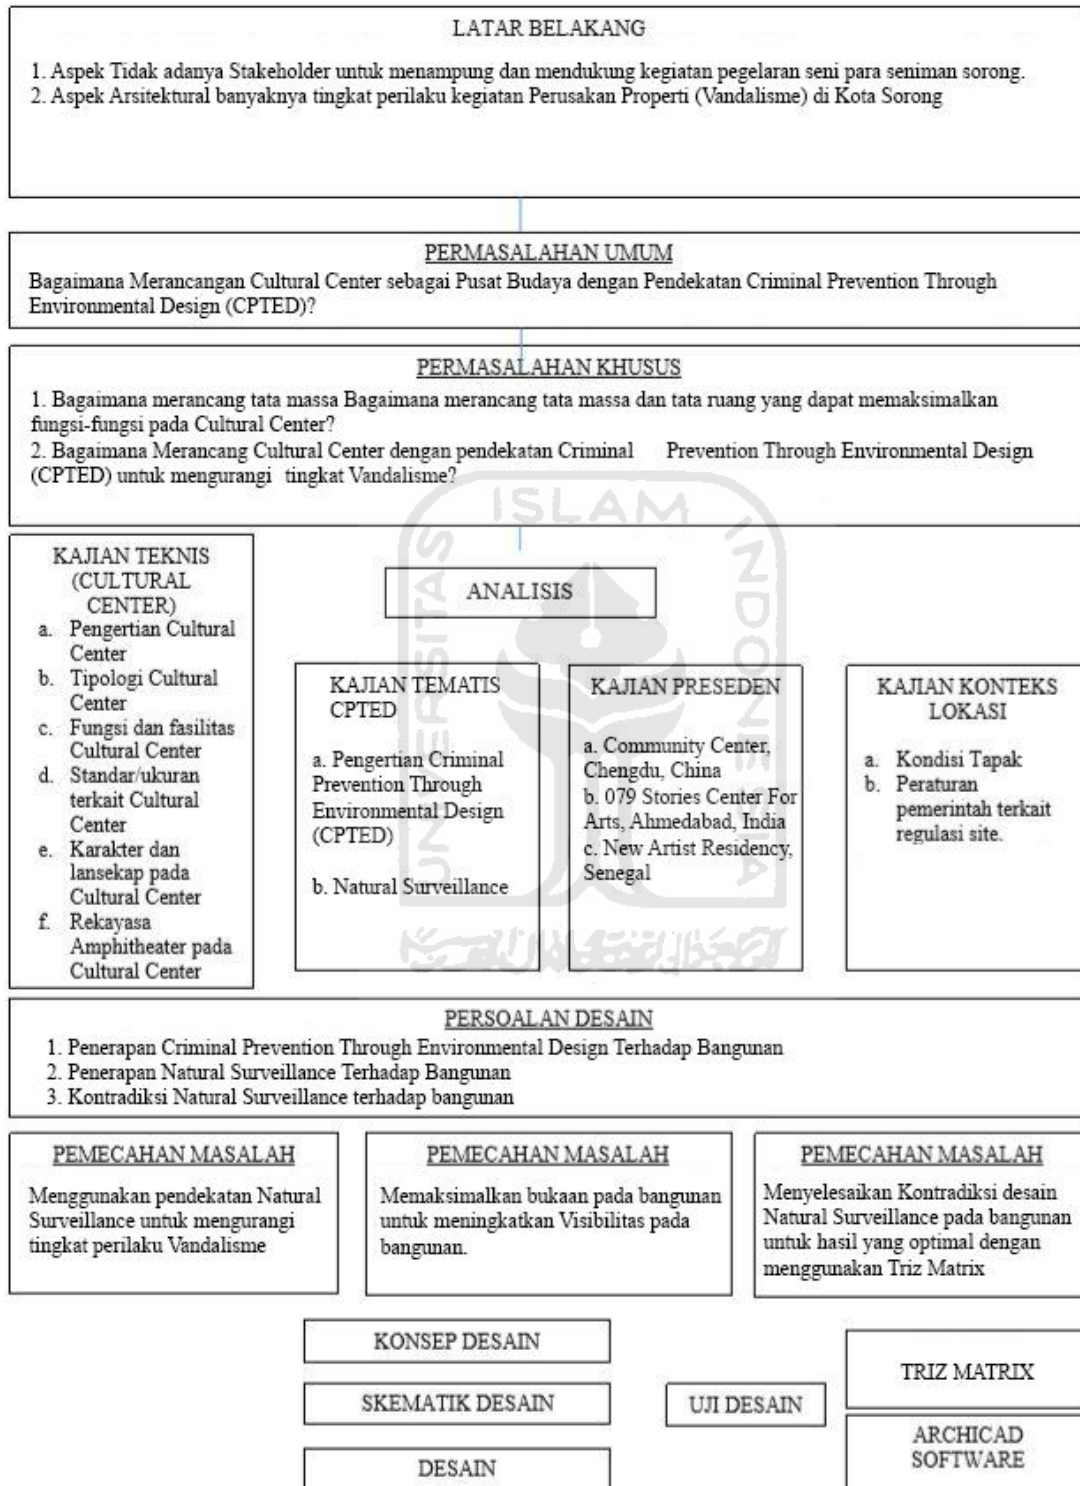 LATAR BELAKANG
1. Aspek Tidak adanya Stakeholder untuk menampung dan mendukung kegiatan pegelaran seni para seniman sorong.
2. Aspek Arsitektural banyaknya tingkat perilaku kegiatan Perusakan Properti (Vandalisme) di Kota Sorong
PERMASALAHAN UMUM
Bagaimana Merancangan Cultural Center sebagai Pusat Budaya dengan Pendekatan Criminal Prevention Through
Environmental Design (CPTED)?
PERMASALAHAN KHUSUS
1. Bagaimana merancang tata massa Bagaimana merancang tata massa dan tata ruang yang dapat memaksimalkan
fungsi-fungsi pada Cultural Center?
2. Bagaimana Merancang Cultural Center dengan pendekatan Criminal Prevention Through Environmental Design
(CPTED) untuk mengurangi tingkat Vandalisme?
KAJIAN TEKNIS
(CULTURAL
CENTER)
a. Pengertian Cultural
Center
b. Tipologi Cultural
Center
c. Fungsi dan fasilitas
Cultural Center
d. Standar/ukuran
terkait Cultural
Center
e. Karakter dan
lansekap pada
Cultural Center
f. Rekayasa
Amphitheater pada
Cultural Center
ANALISIS
KAJIAN TEMATIS
CPTED
a. Pengertian Criminal
Prevention Through
Environmental Design
(CPTED)
b. Natural Surveillance
KAJIAN PRESEDEN
a. Community Center,
Chengdu, China
b. 079 Stories Center For
Arts, Ahmedabad, India
c. New Artist Residency,
Senegal
KAJIAN KONTEKS
LOKASI
a. Kondisi Tapak
b. Peraturan
pemerintah terkait
regulasi site.
UNIVERSITAS
ISLAM
INDONESIA
PERSOALAN DESAIN
1. Penerapan Criminal Prevention Through Environmental Design Terhadap Bangunan
2. Penerapan Natural Surveillance Terhadap Bangunan
3. Kontradiksi Natural Surveillance terhadap bangunan
PEMECAHAN MASALAH
Menggunakan pendekatan Natural
Surveillance untuk mengurangi
tingkat perilaku Vandalisme
PEMECAHAN MASALAH
Memaksimalkan bukaan pada bangunan
untuk meningkatkan Visibilitas pada
bangunan.
PEMECAHAN MASALAH
Menyelesaikan Kontradiksi desain
Natural Surveillance pada bangunan
untuk hasil yang optimal dengan
menggunakan Triz Matrix
KONSEP DESAIN
SKEMATIK DESAIN
DESAIN
UJI DESAIN
TRIZ MATRIX
ARCHICAD
SOFTWARE